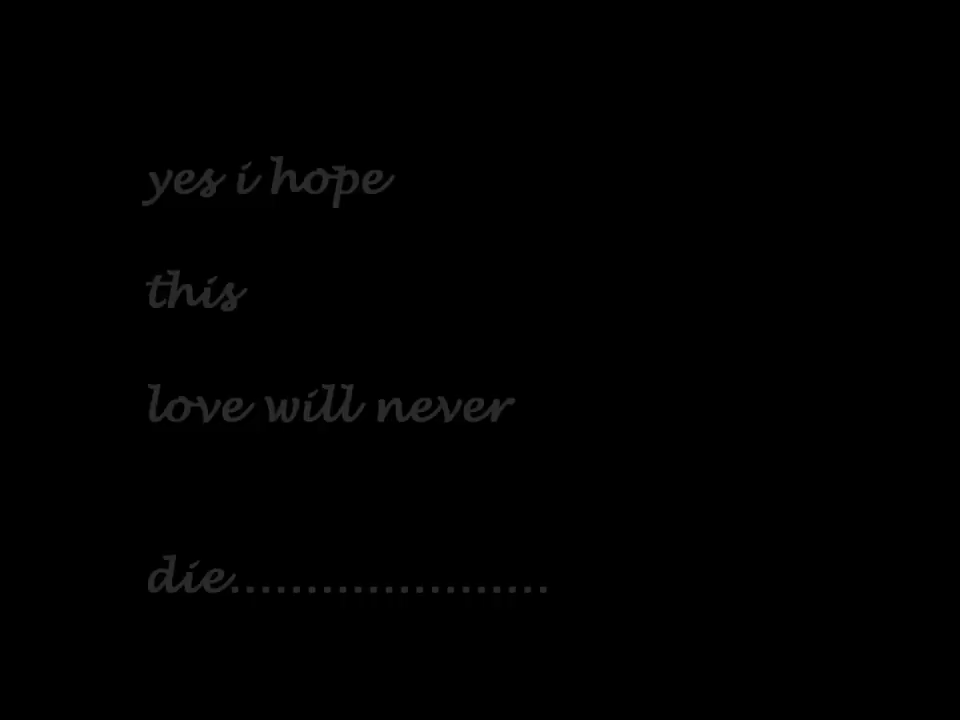 yes i hope
this
love will never
die.....................